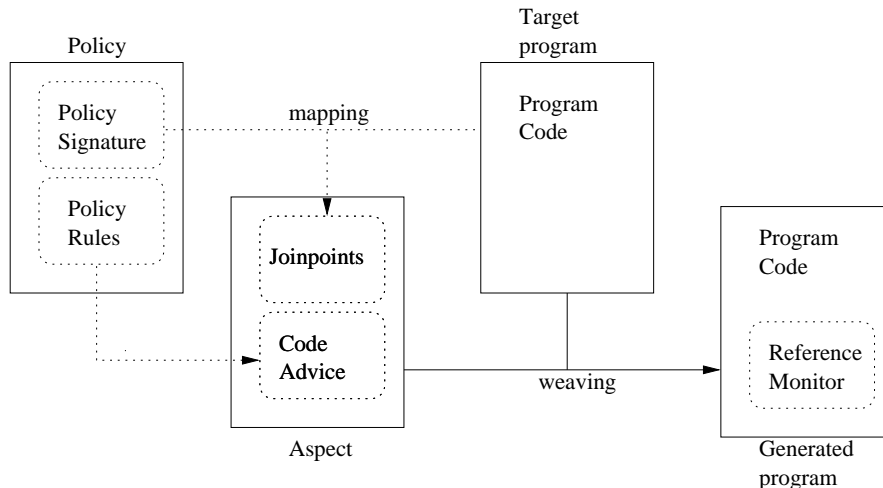 Policy
Policy
Signature
Policy
Rules
mapping
Target
program
Program
Code
Joinpoints
Code
Advice
Aspect
weaving
Program
Code
Reference
Monitor
Generated
program